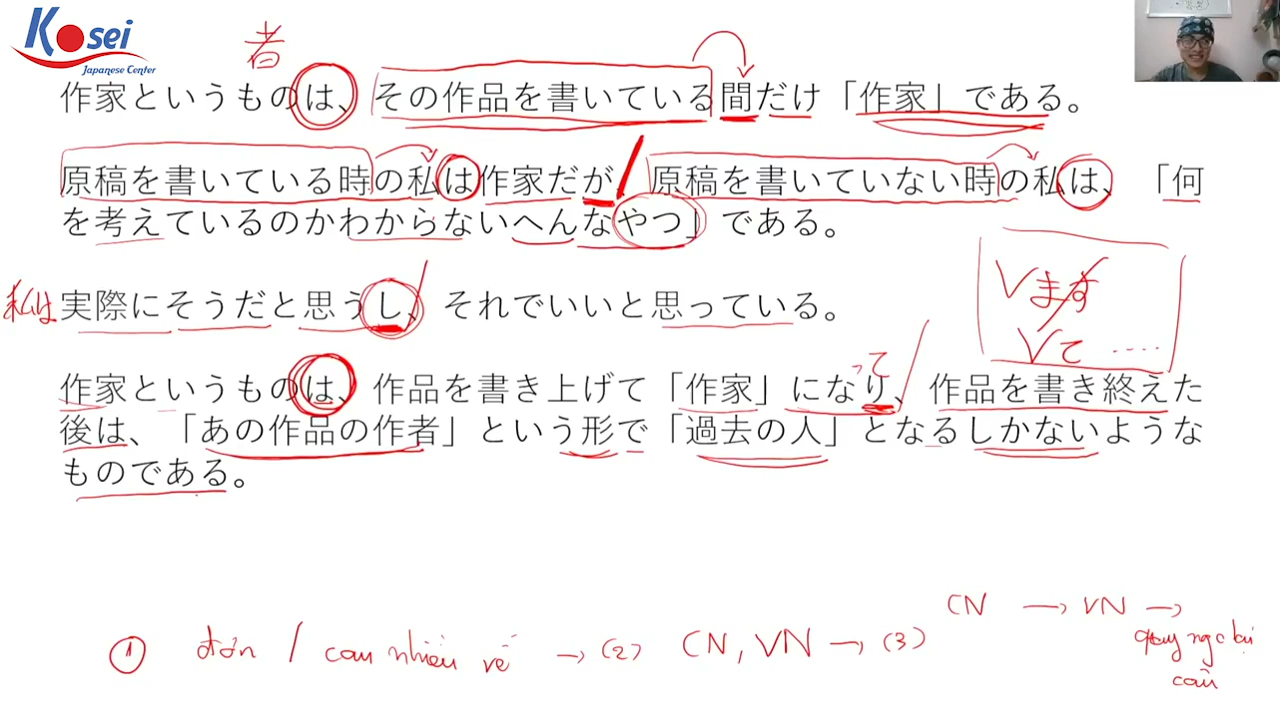 Kosei
Japanese Center
者
作家というものは、その作品を書いている間だけ「作家」である。
原稿を書いている時の私は作家だが、原稿を書いていない時の私は、「何
を考えているのかわからないへんなやつ」である。
私は
実際にそうだと思うし、それでいいと思っている。
Vます
Vて ....
って
作家というものは、作品を書き上げて「作家」になり、作品を書き終えた
後は、「あの作品の作者」という形で「過去の人」となるしかないような
ものである。
① đơn / câu nhiều vế → (2) CN, VN → (3) CN → VN →
câu